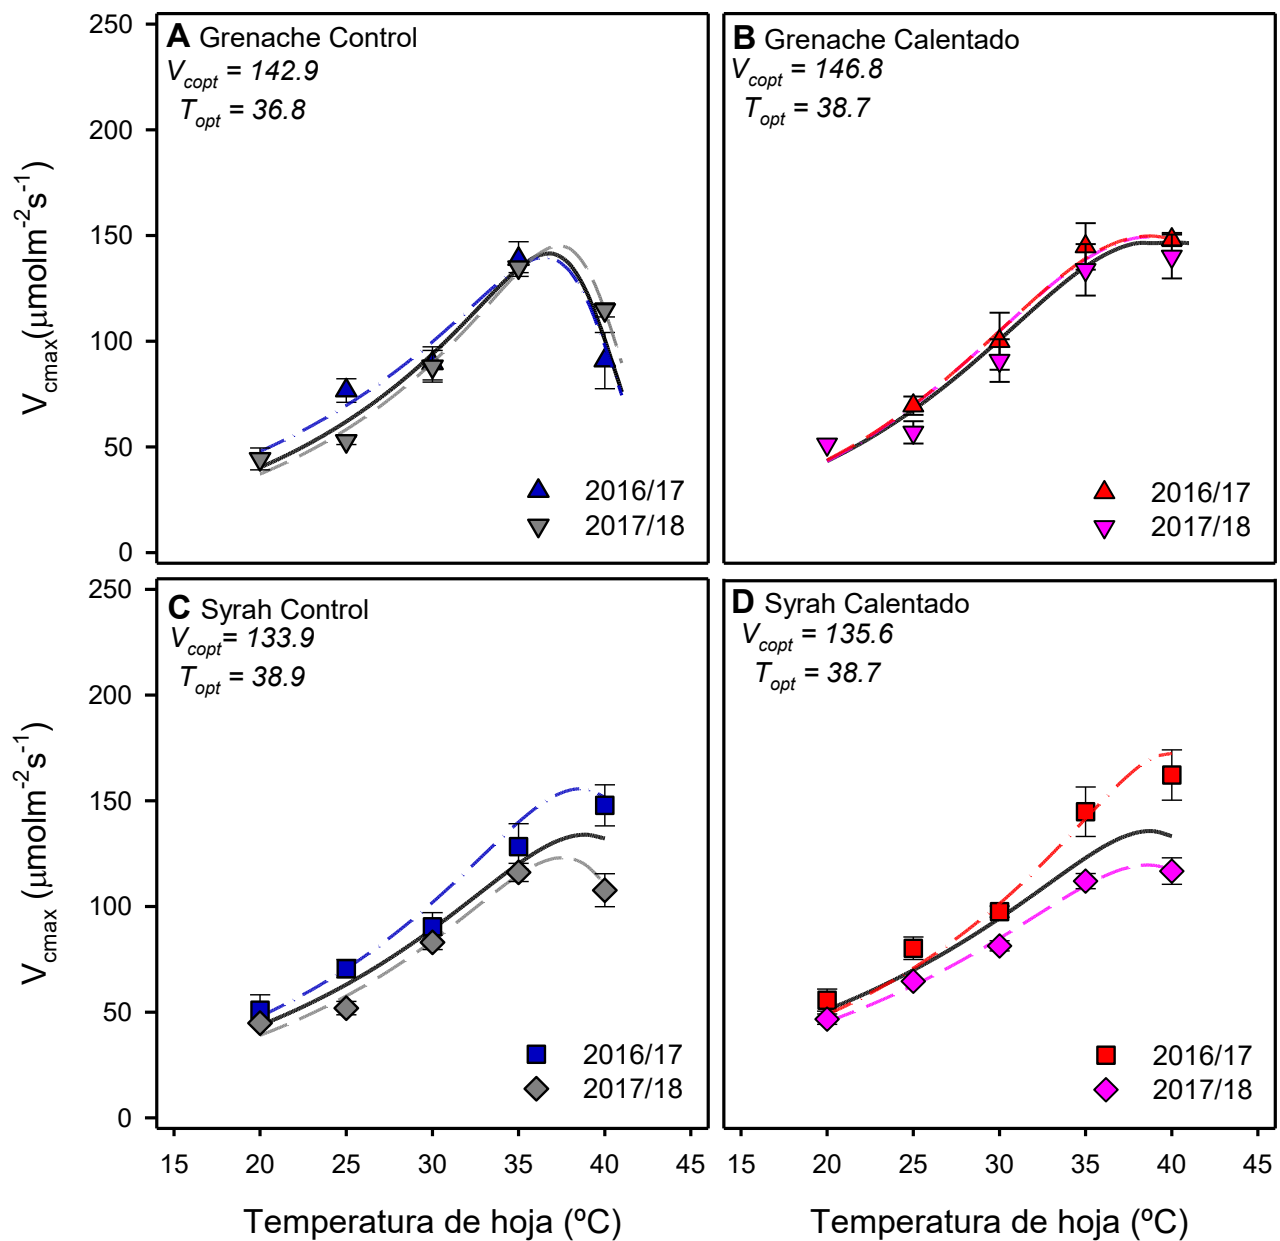 A Grenache Control
Vcopt = 142.9
Topt = 36.8
B Grenache Calentado
Vcopt = 146.8
Topt = 38.7
250
200
150
100
50
0
Vcmax(µmolm-2s-1)
2016/17
2017/18
2016/17
2017/18
C Syrah Control
Vcopt= 133.9
Topt = 38.9
D Syrah Calentado
Vcopt = 135.6
Topt = 38.7
250
200
150
100
50
0
Vcmax (µmolm-2s-1)
2016/17
2017/18
2016/17
2017/18
15 20 25 30 35 40 45
15 20 25 30 35 40 45
Temperatura de hoja (ºC)
Temperatura de hoja (ºC)